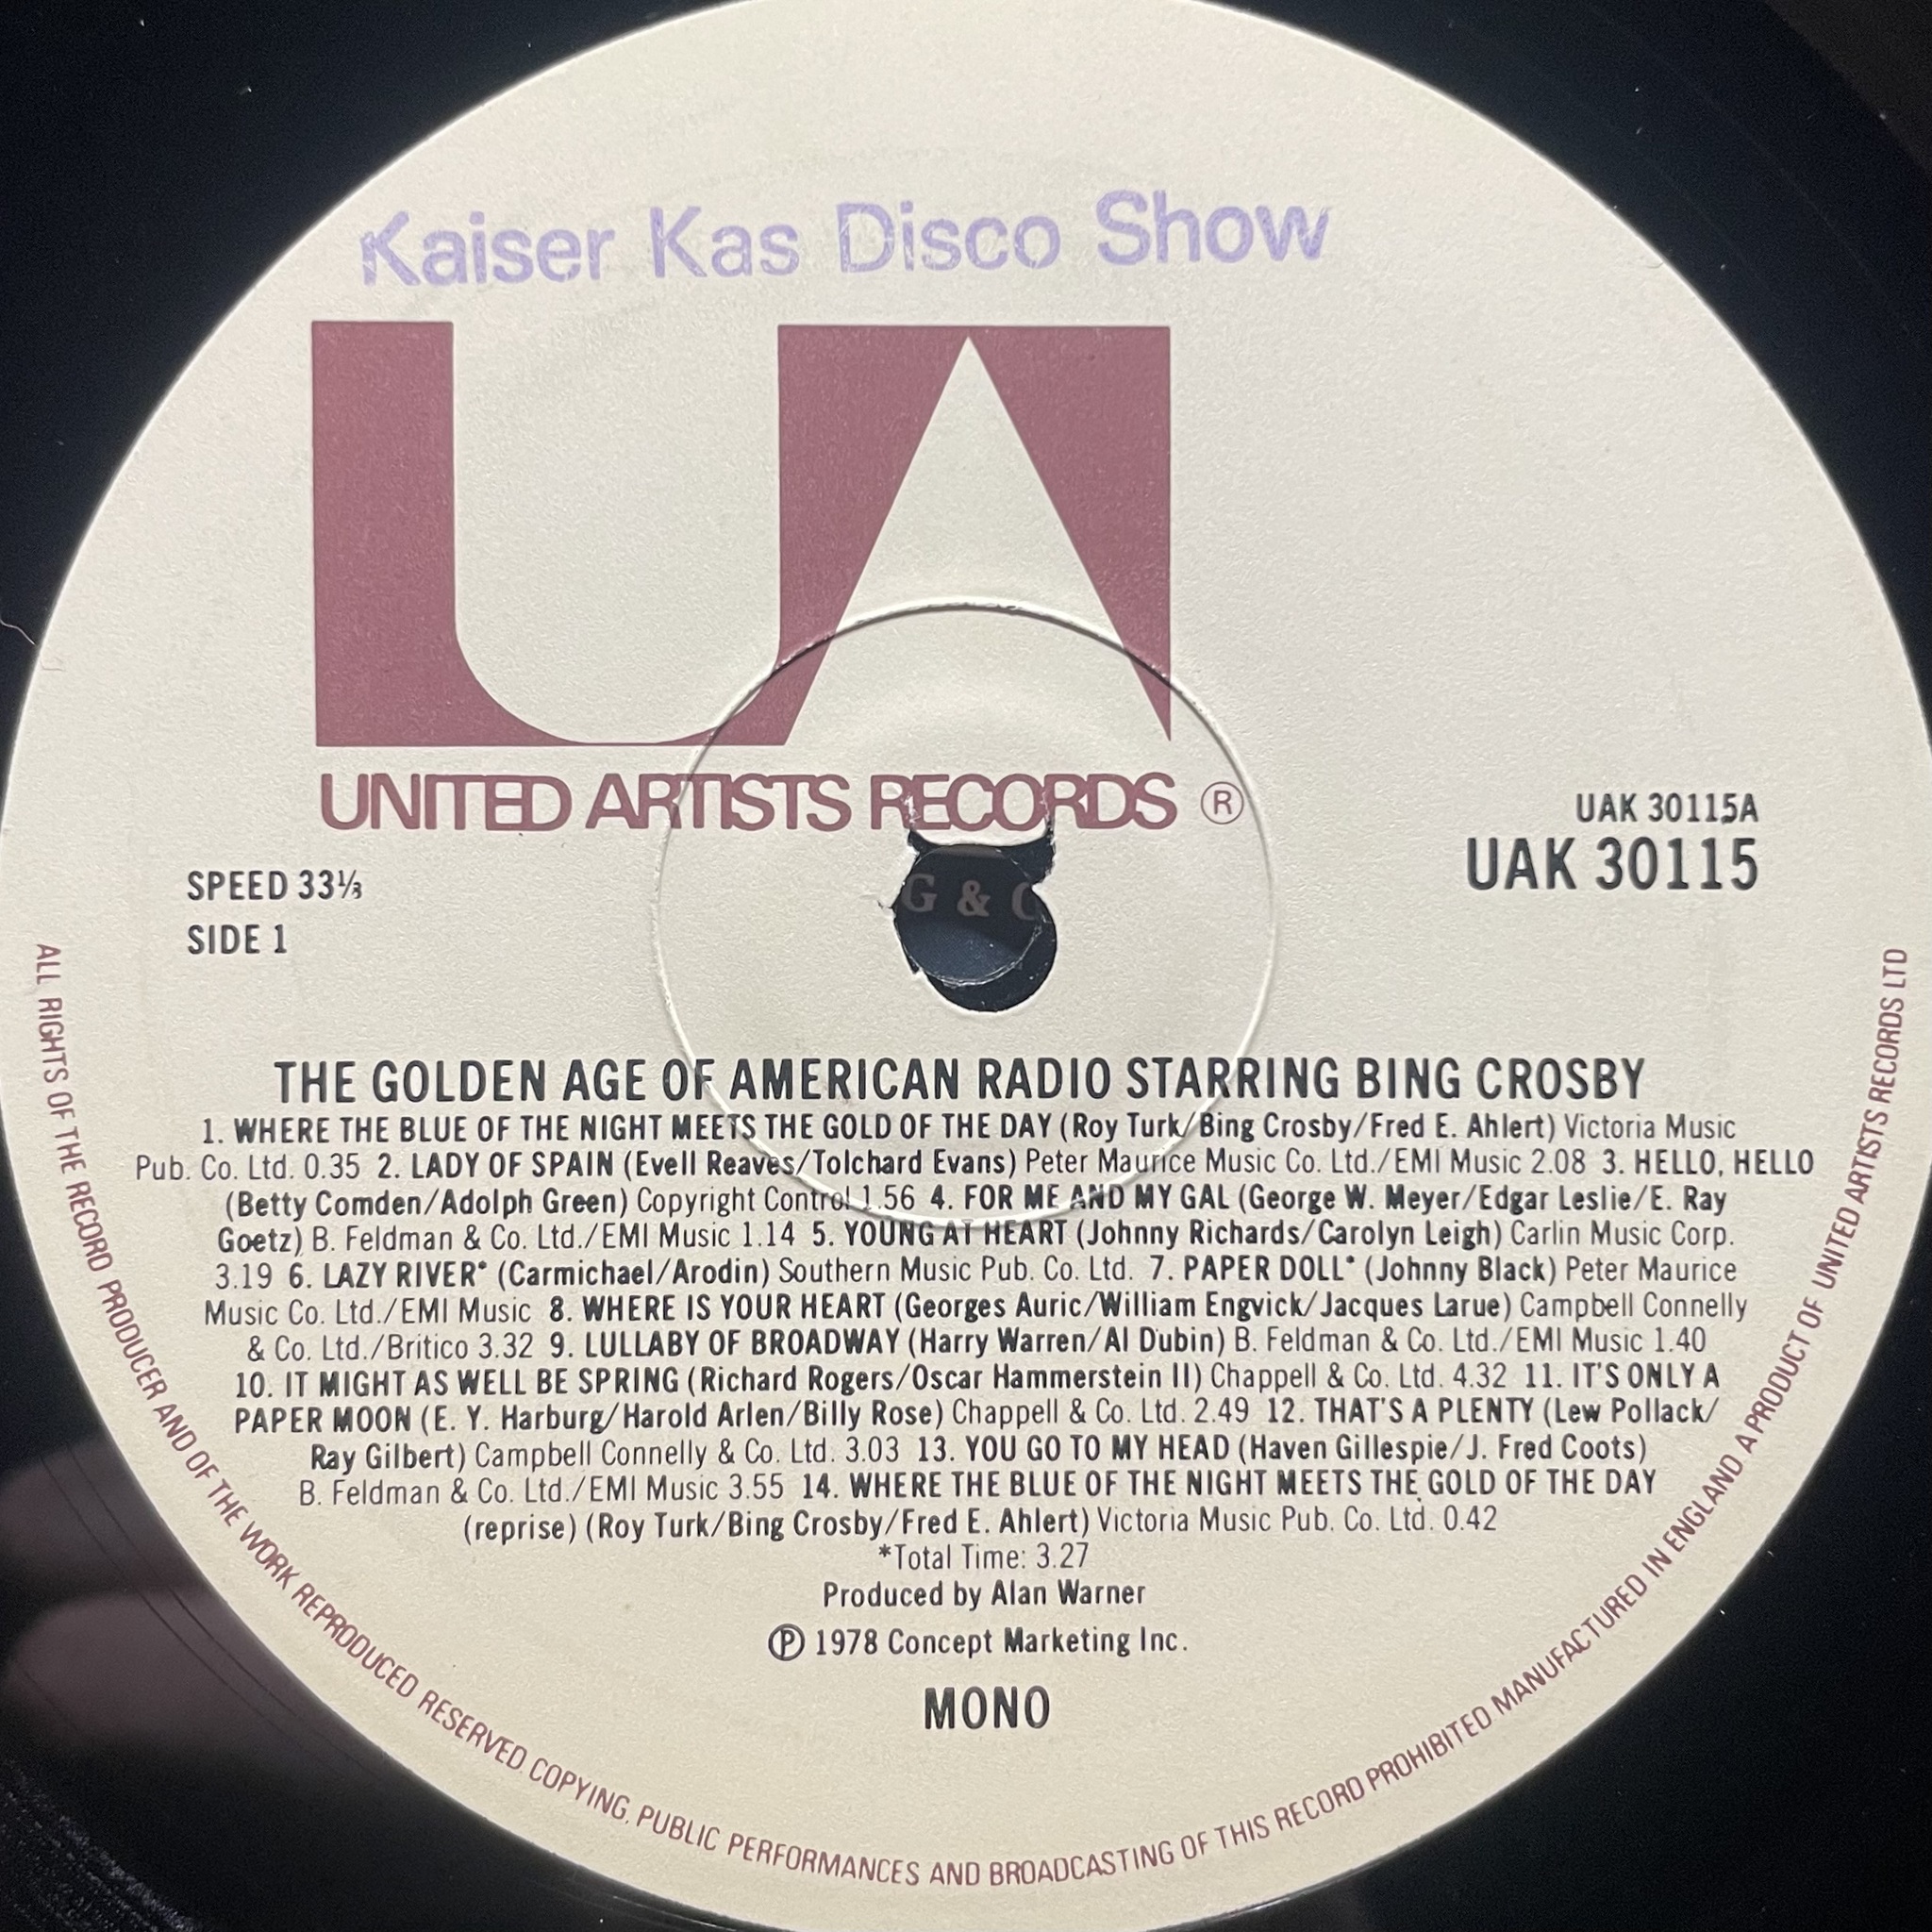 Kaiser Kas Disco Show
UA
UNITED ARTISTS RECORDS ®
UAK 30115A
UAK 30115
SPEED 33⅓
SIDE 1
G & C
THE GOLDEN AGE OF AMERICAN RADIO STARRING BING CROSBY
1. WHERE THE BLUE OF THE NIGHT MEETS THE GOLD OF THE DAY (Roy Turk/Bing Crosby/Fred E. Ahlert) Victoria Music
Pub. Co. Ltd. 0.35 2. LADY OF SPAIN (Evell Reaves/Tolchard Evans) Peter Maurice Music Co. Ltd./EMI Music 2.08 3. HELLO, HELLO
(Betty Comden/Adolph Green) Copyright Control 1.56 4. FOR ME AND MY GAL (George W. Meyer/Edgar Leslie/E. Ray
Goetz) B. Feldman & Co. Ltd./EMI Music 1.14 5. YOUNG AT HEART (Johnny Richards/Carolyn Leigh) Carlin Music Corp.
3.19 6. LAZY RIVER* (Carmichael/Arodin) Southern Music Pub. Co. Ltd. 7. PAPER DOLL* (Johnny Black) Peter Maurice
Music Co. Ltd./EMI Music 8. WHERE IS YOUR HEART (Georges Auric/William Engvick/Jacques Larue) Campbell Connelly
& Co. Ltd./Britico 3.32 9. LULLABY OF BROADWAY (Harry Warren/Al Dubin) B. Feldman & Co. Ltd./EMI Music 1.40
10. IT MIGHT AS WELL BE SPRING (Richard Rogers/Oscar Hammerstein II) Chappell & Co. Ltd. 4.32 11. IT'S ONLY A
PAPER MOON (E. Y. Harburg/Harold Arlen/Billy Rose) Chappell & Co. Ltd. 2.49 12. THAT'S A PLENTY (Lew Pollack/
Ray Gilbert) Campbell Connelly & Co. Ltd. 3.03 13. YOU GO TO MY HEAD (Haven Gillespie/J. Fred Coots)
B. Feldman & Co. Ltd./EMI Music 3.55 14. WHERE THE BLUE OF THE NIGHT MEETS THE GOLD OF THE DAY
(reprise) (Roy Turk/Bing Crosby/Fred E. Ahlert) Victoria Music Pub. Co. Ltd. 0.42
*Total Time: 3.27
Produced by Alan Warner
℗ 1978 Concept Marketing Inc.
MONO
ALL RIGHTS OF THE RECORD PRODUCER AND OF THE WORK REPRODUCED RESERVED. COPYING, PUBLIC PERFORMANCES AND BROADCASTING OF THIS RECORD PROHIBITED MANUFACTURED IN ENGLAND A PRODUCT OF UNITED ARTISTS RECORDS LTD